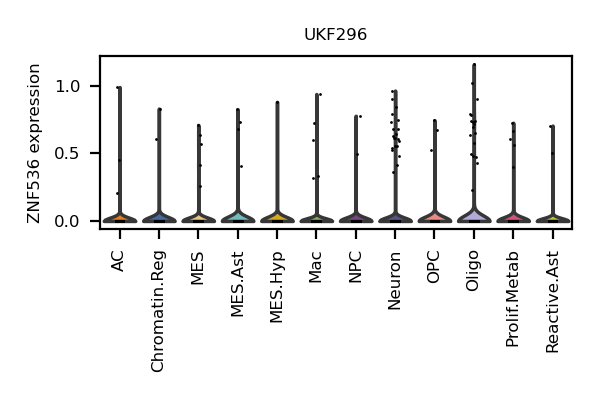 UKF296
ZNF536 expression
1.0
0.5
0.0
AC
Chromatin.Reg
MES
MES.Ast
MES.Hyp
Mac
NPC
Neuron
OPC
Oligo
Prolif.Metab
Reactive.Ast